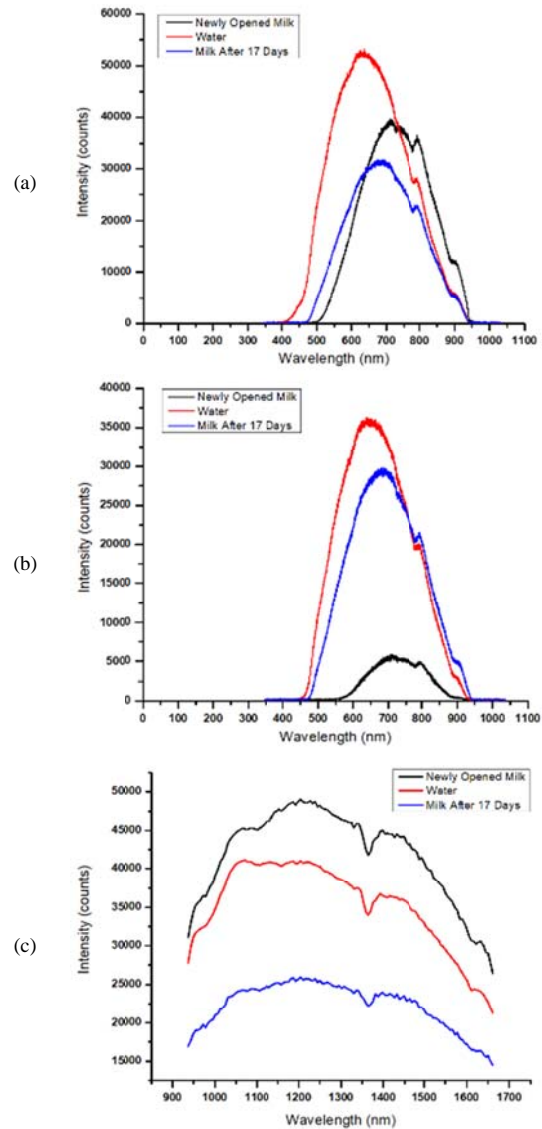 (a)
Intensity (counts)
60000
50000
40000
30000
20000
10000
0
Newly Opened Milk
Water
Milk After 17 Days
0 100 200 300 400 500 600 700 800 900 1000 1100
Wavelength (nm)
(b)
Intensity (counts)
40000
35000
30000
25000
20000
15000
10000
5000
0
Newly Opened Milk
Water
Milk After 17 Days
0 100 200 300 400 500 600 700 800 900 1000 1100
Wavelength (nm)
(c)
Intensity (counts)
50000
45000
40000
35000
30000
25000
20000
15000
Newly Opened Milk
Water
Milk After 17 Days
900 1000 1100 1200 1300 1400 1500 1600 1700
Wavelength (nm)